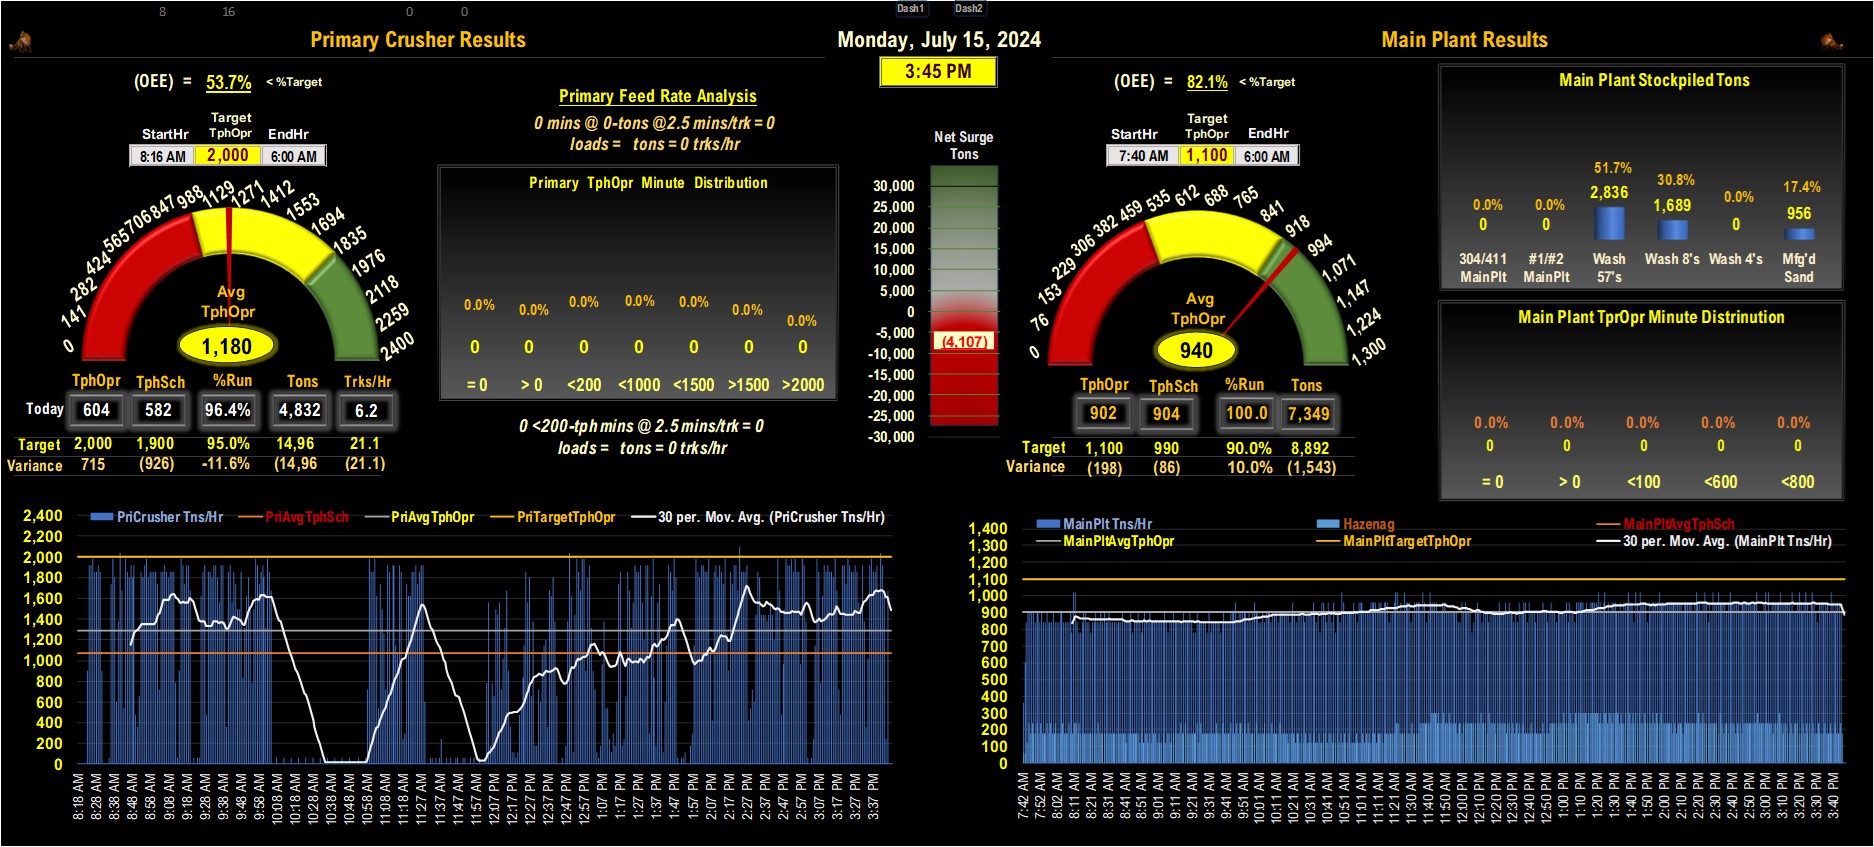 8 16 0 0 Dash1 Dash2
Primary Crusher Results
Monday, July 15, 2024
Main Plant Results
3:45 PM
(OEE) = 53.7% < %Target
Target
StartHr TphOpr EndHr
8:16 AM 2,000 6:00 AM
0 141 282 424 565 706 847 988 1129 1271 1412 1553 1694 1835 1976 2118 2259 2400
Avg
TphOpr
1,180
TphOpr TphSch %Run Tons Trks/Hr
Today 604 582 96.4% 4,832 6.2
Target 2,000 1,900 95.0% 14,96 21.1
Variance 715 (926) -11.6% (14,96 (21.1)
Primary Feed Rate Analysis
0 mins @ 0-tons @2.5 mins/trk = 0
loads = tons = 0 trks/hr
Primary TphOpr Minute Distribution
0.0% 0.0% 0.0% 0.0% 0.0% 0.0% 0.0%
0 0 0 0 0 0 0
= 0 > 0 <200 <1000 <1500 >1500 >2000
0 <200-tph mins @ 2.5 mins/trk = 0
loads = tons = 0 trks/hr
Net Surge
Tons
30,000
25,000
20,000
15,000
10,000
5,000
0
-5,000
(4,107)
-10,000
-15,000
-20,000
-25,000
-30,000
(OEE) = 82.1% < %Target
Target
StartHr TphOpr EndHr
7:40 AM 1,100 6:00 AM
0 76 153 229 306 382 459 535 612 688 765 841 918 994 1,071 1,147 1,224 1,300
Avg
TphOpr
940
TphOpr TphSch %Run Tons
902 904 100.0 7,349
Target 1,100 990 90.0% 8,892
Variance (198) (86) 10.0% (1,543)
Main Plant Stockpiled Tons
0.0% 0.0% 51.7% 30.8% 0.0% 17.4%
0 0 2,836 1,689 0 956
304/411 #1/#2 Wash Wash 8's Wash 4's Mfg'd
MainPlt MainPlt 57's Sand
Main Plant TprOpr Minute Distrinution
0.0% 0.0% 0.0% 0.0% 0.0%
0 0 0 0 0
= 0 > 0 <100 <600 <800
PriCrusher Tns/Hr PriAvgTphSch PriAvgTphOpr PriTargetTphOpr 30 per. Mov. Avg. (PriCrusher Tns/Hr)
2,400
2,200
2,000
1,800
1,600
1,400
1,200
1,000
800
600
400
200
0
8:18 AM 8:28 AM 8:38 AM 8:48 AM 8:58 AM 9:08 AM 9:18 AM 9:28 AM 9:38 AM 9:48 AM 9:58 AM 10:08 AM 10:18 AM 10:28 AM 10:38 AM 10:48 AM 10:58 AM 11:08 AM 11:18 AM 11:27 AM 11:37 AM 11:47 AM 11:57 AM 12:07 PM 12:17 PM 12:27 PM 12:37 PM 12:47 PM 12:57 PM 1:07 PM 1:17 PM 1:27 PM 1:37 PM 1:47 PM 1:57 PM 2:07 PM 2:17 PM 2:27 PM 2:37 PM 2:47 PM 2:57 PM 3:07 PM 3:17 PM 3:27 PM 3:37 PM
MainPlt Tns/Hr Hazenag MainPltAvgTphSch
MainPltAvgTphOpr MainPltTargetTphOpr 30 per. Mov. Avg. (MainPlt Tns/Hr)
1,400
1,300
1,200
1,100
1,000
900
800
700
600
500
400
300
200
100
0
7:42 AM 7:52 AM 8:02 AM 8:11 AM 8:21 AM 8:31 AM 8:41 AM 8:51 AM 9:01 AM 9:11 AM 9:21 AM 9:31 AM 9:41 AM 9:51 AM 10:01 AM 10:11 AM 10:21 AM 10:31 AM 10:41 AM 10:51 AM 11:01 AM 11:11 AM 11:21 AM 11:30 AM 11:40 AM 11:50 AM 12:00 PM 12:10 PM 12:20 PM 12:30 PM 12:40 PM 12:50 PM 1:00 PM 1:10 PM 1:20 PM 1:30 PM 1:40 PM 1:50 PM 2:00 PM 2:10 PM 2:20 PM 2:30 PM 2:40 PM 2:50 PM 3:00 PM 3:10 PM 3:20 PM 3:30 PM 3:40 PM